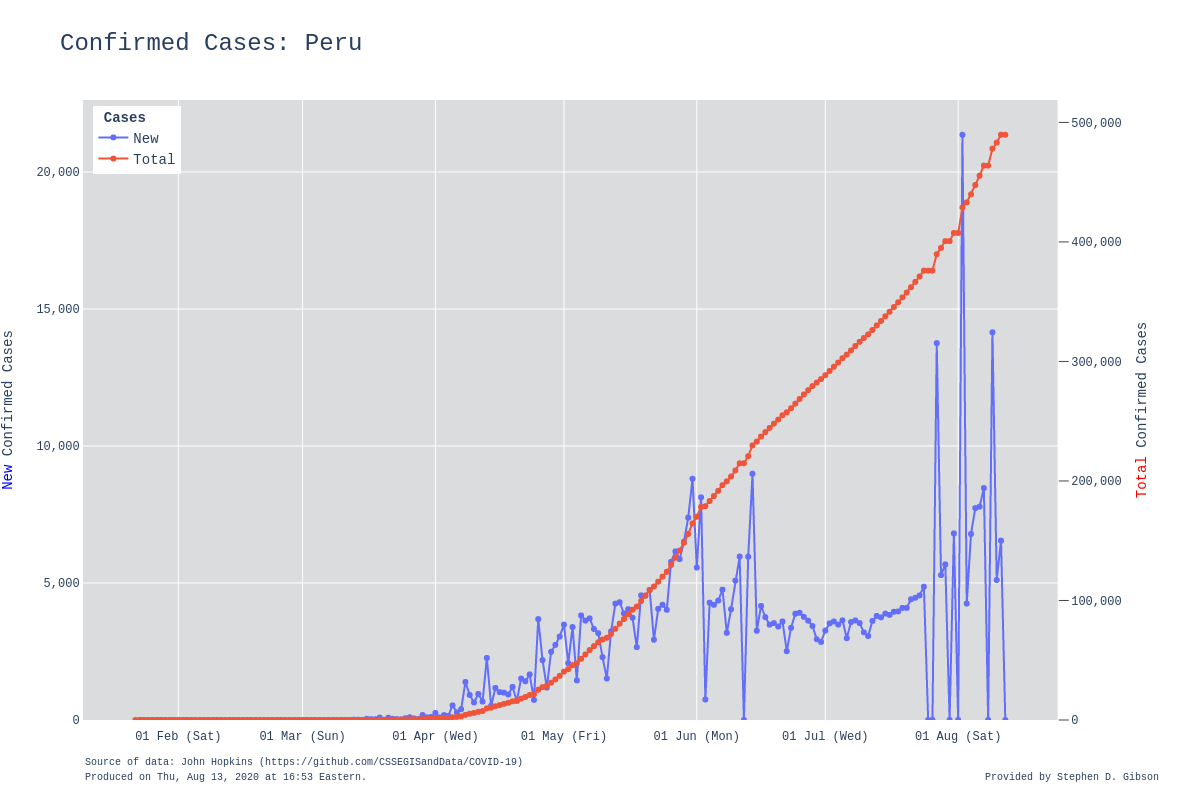 Confirmed Cases: Peru
Cases
New
Total
20,000
15,000
10,000
5,000
0
New Confirmed Cases
500,000
400,000
300,000
200,000
100,000
0
Total Confirmed Cases
01 Feb (Sat)
01 Mar (Sun)
01 Apr (Wed)
01 May (Fri)
01 Jun (Mon)
01 Jul (Wed)
01 Aug (Sat)
Source of data: John Hopkins (https://github.com/CSSEGISandData/COVID-19)
Produced on Thu, Aug 13, 2020 at 16:53 Eastern.
Provided by Stephen D. Gibson